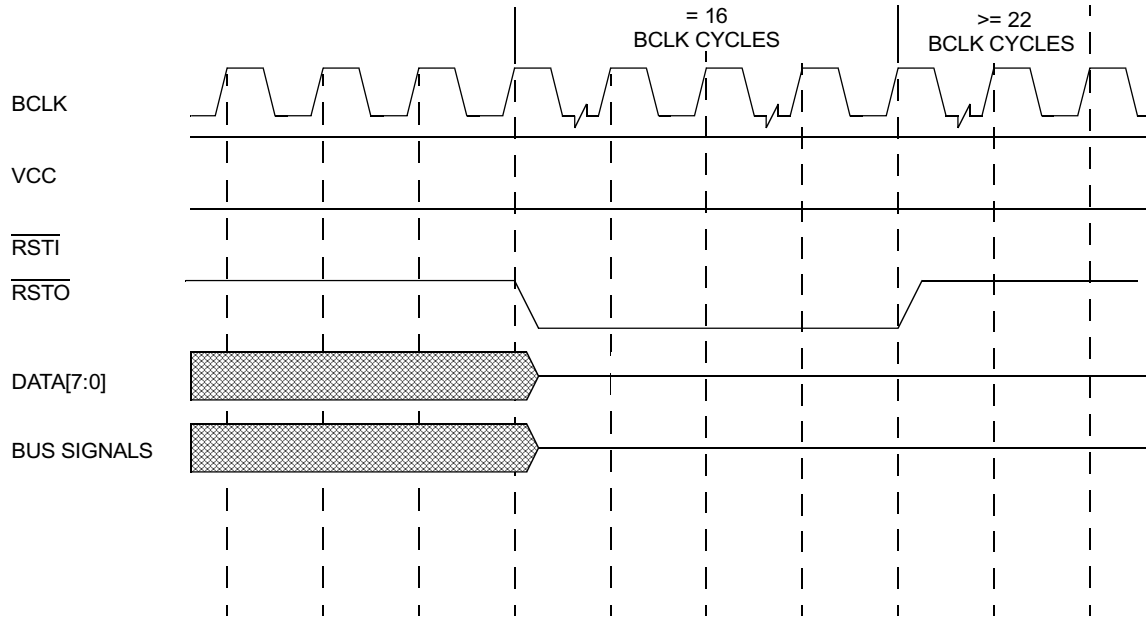 = 16
BCLK CYCLES
>= 22
BCLK CYCLES
BCLK
VCC
RSTI
RSTO
DATA[7:0]
BUS SIGNALS